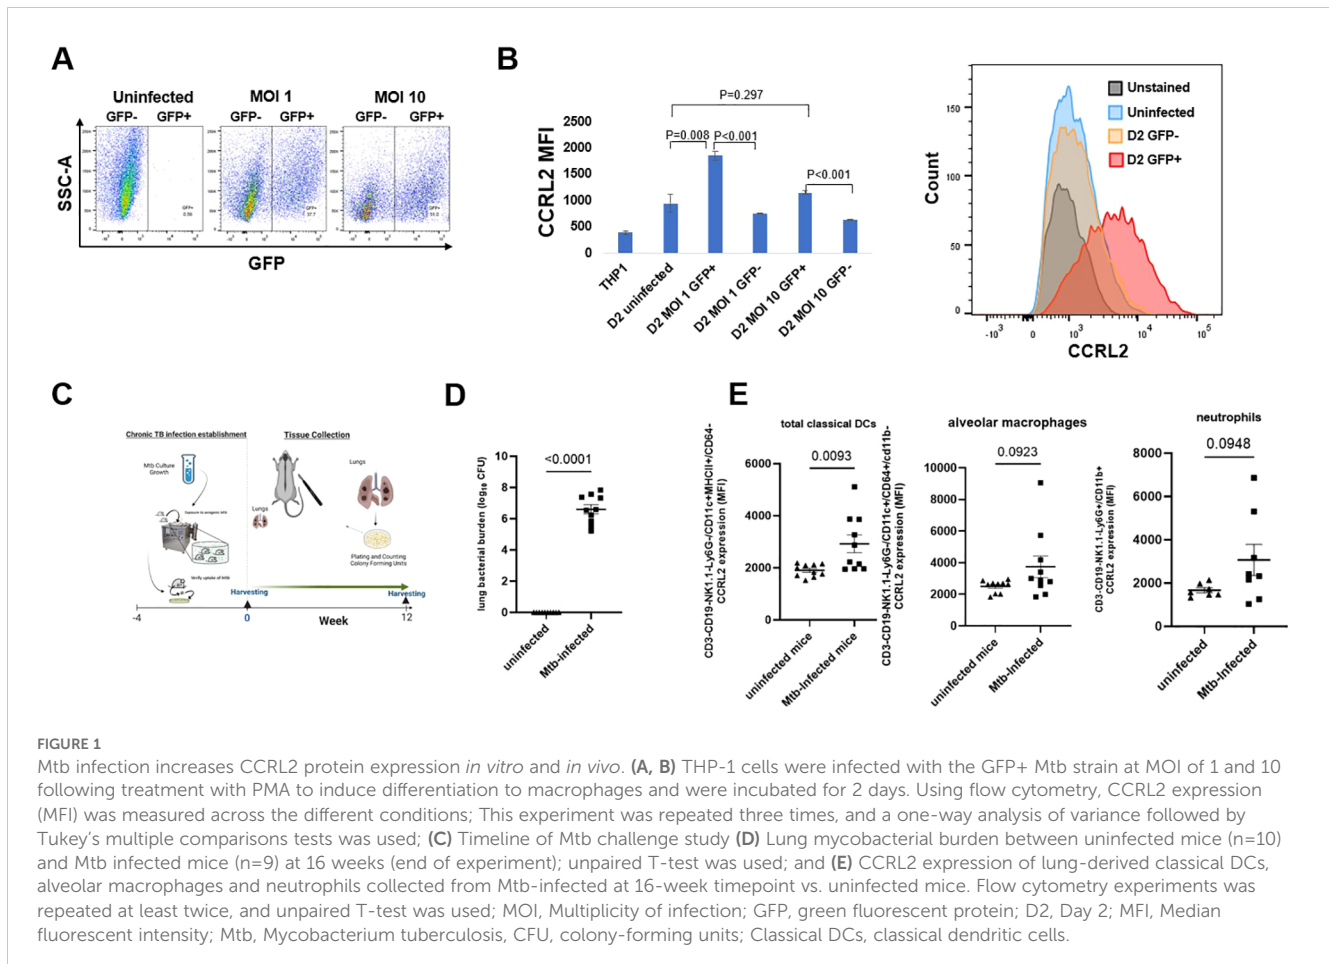 A
Uninfected
MOI 1
MOI 10
GFP- GFP+
GFP- GFP+
GFP- GFP+
SSC-A
GFP
B
CCRL2 MFI
2500
2000
1500
1000
500
0
P=0.297
P=0.008
P<0.001
P<0.001
THP1
D2 uninfected
D2 MOI 1 GFP+
D2 MOI 1 GFP-
D2 MOI 10 GFP+
D2 MOI 10 GFP-
Count
150
100
50
0
Unstained
Uninfected
D2 GFP-
D2 GFP+
-10³ 0 10³ 10⁴ 10⁵
CCRL2
C
Chronic TB infection establishment
Tissue Collection
Mtb Culture
Growth
Lungs
Lungs
Plating and Counting
Colony Forming Units
Harvesting
Harvesting
-4 0 Week 12
D
lung bacterial burden (log₁₀ CFU)
10
8
6
4
2
0
<0.0001
uninfected
Mtb-infected
E
total classical DCs
CD3-CD19-NK1.1-Ly6G-/CD11c+MHCII+/CD64-
CCRL2 expression (MFI)
6000
4000
2000
0
0.0093
uninfected mice
Mtb-Infected mice
alveolar macrophages
CD3-CD19-NK1.1-Ly6G-/CD11c+/CD64+/cd11b-
CCRL2 expression (MFI)
10000
8000
6000
4000
2000
0
0.0923
uninfected mice
Mtb-Infected
neutrophils
CD3-CD19-NK1.1-Ly6G+/CD11b+
CCRL2 expression (MFI)
8000
6000
4000
2000
0
0.0948
uninfected
Mtb-Infected
FIGURE 1
Mtb infection increases CCRL2 protein expression in vitro and in vivo. (A, B) THP-1 cells were infected with the GFP+ Mtb strain at MOI of 1 and 10
following treatment with PMA to induce differentiation to macrophages and were incubated for 2 days. Using flow cytometry, CCRL2 expression
(MFI) was measured across the different conditions; This experiment was repeated three times, and a one-way analysis of variance followed by
Tukey's multiple comparisons tests was used; (C) Timeline of Mtb challenge study (D) Lung mycobacterial burden between uninfected mice (n=10)
and Mtb infected mice (n=9) at 16 weeks (end of experiment); unpaired T-test was used; and (E) CCRL2 expression of lung-derived classical DCs,
alveolar macrophages and neutrophils collected from Mtb-infected at 16-week timepoint vs. uninfected mice. Flow cytometry experiments was
repeated at least twice, and unpaired T-test was used; MOI, Multiplicity of infection; GFP, green fluorescent protein; D2, Day 2; MFI, Median
fluorescent intensity; Mtb, Mycobacterium tuberculosis, CFU, colony-forming units; Classical DCs, classical dendritic cells.